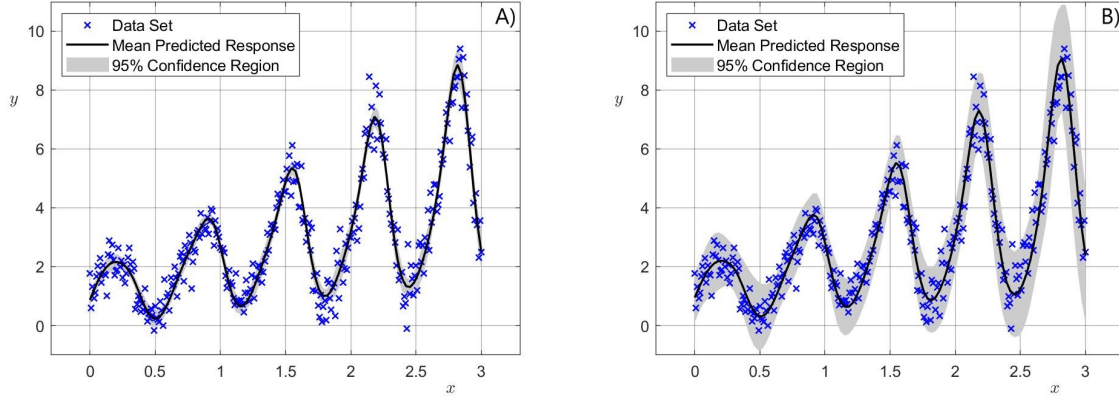 A)
Data Set
Mean Predicted Response
95% Confidence Region
10
8
6
4
2
0
y
0 0.5 1 1.5 2 2.5 3
x
B)
Data Set
Mean Predicted Response
95% Confidence Region
10
8
6
4
2
0
y
0 0.5 1 1.5 2 2.5 3
x